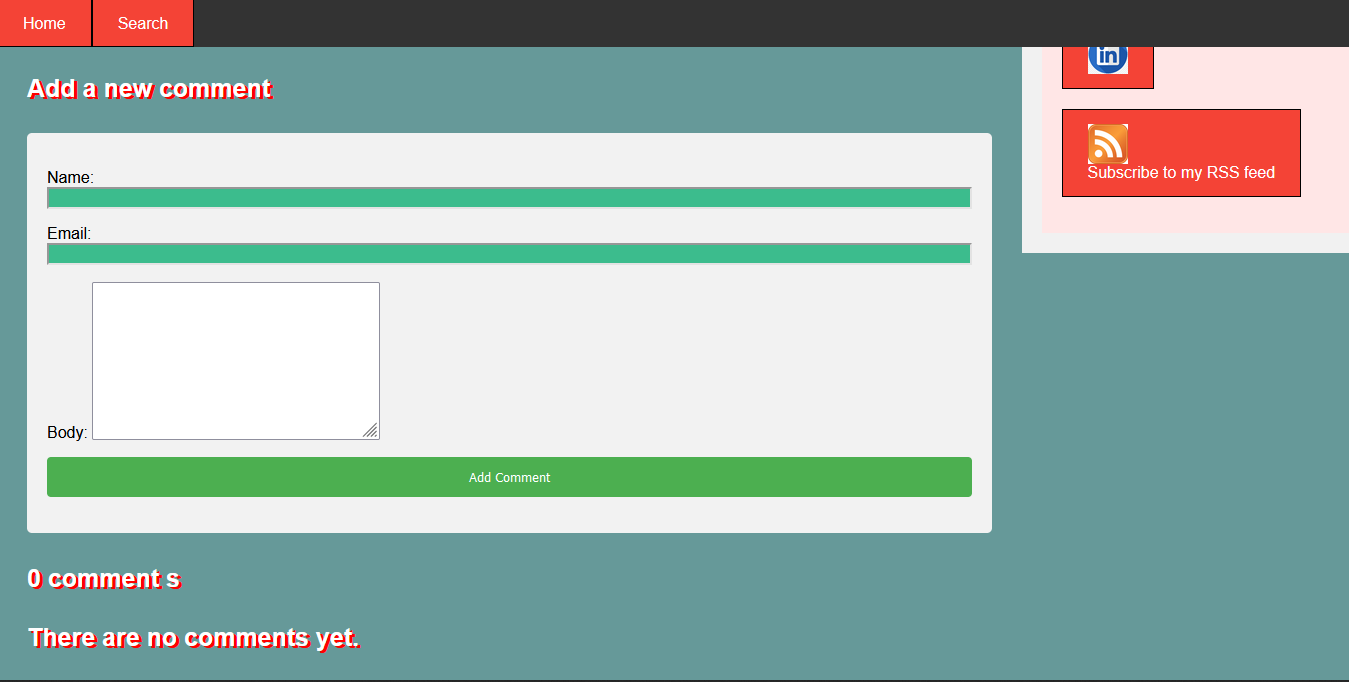 Home
Search
in
Add a new comment
Subscribe to my RSS feed
Name:
Email:
Body:
Add Comment
0 comment s
There are no comments yet.